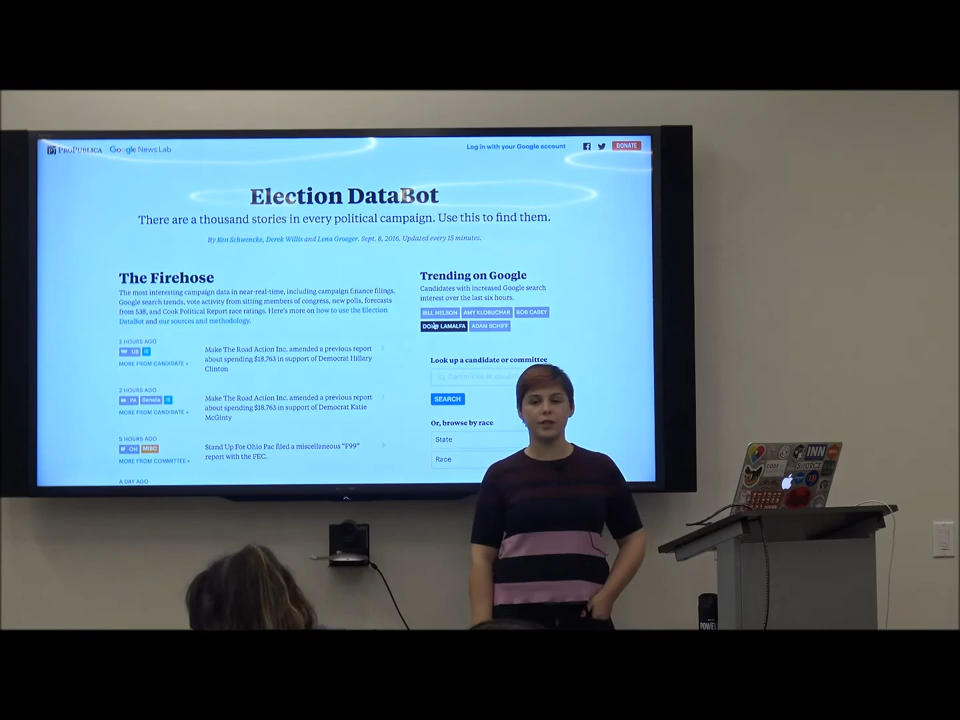 PROPUBLICA Google News Lab
Log in with your Google account
DONATE
Election DataBot
There are a thousand stories in every political campaign. Use this to find them.
By Ken Schwencke, Derek Willis and Lena Groeger. Sept. 8, 2016. Updated every 15 minutes.
The Firehose
The most interesting campaign data in near-real-time, including campaign finance filings,
Google search trends, vote activity from sitting members of congress, new polls, forecasts
from 538, and Cook Political Report race ratings. Here's more on how to use the Election
DataBot and our sources and methodology.
2 HOURS AGO
US IE
MORE FROM CANDIDATE »
Make The Road Action Inc. amended a previous report
about spending $18,763 in support of Democrat Hillary
Clinton
2 HOURS AGO
PA Senate IE
MORE FROM CANDIDATE »
Make The Road Action Inc. amended a previous report
about spending $18,763 in support of Democrat Katie
McGinty
5 HOURS AGO
OH MISC
MORE FROM COMMITTEE »
Stand Up For Ohio Pac filed a miscellaneous "F99"
report with the FEC.
A DAY AGO
Trending on Google
Candidates with increased Google search
interest over the last six hours.
BILL NELSON AMY KLOBUCHAR BOB CASEY
LAMALFA ADAM SCHIFF
Look up a candidate or committee
SEARCH
Or, browse by race
State
Race
INN
CODE
POWE